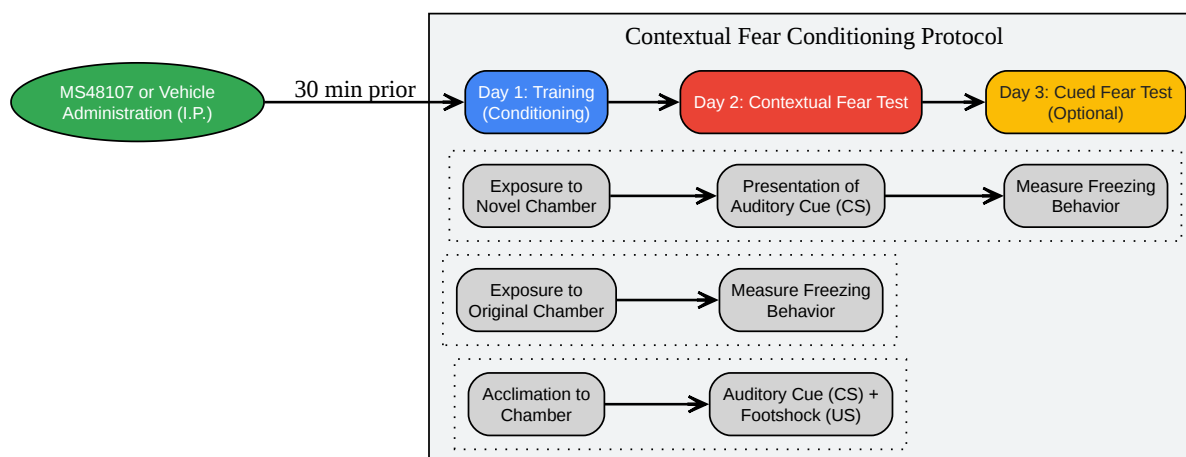 Contextual Fear Conditioning Protocol
MS48107 or Vehicle
Administration (I.P.)
30 min prior
Day 1: Training
(Conditioning)
Day 2: Contextual Fear Test
Day 3: Cued Fear Test
(Optional)
Exposure to
Novel Chamber
Presentation of
Auditory Cue (CS)
Measure Freezing
Behavior
Exposure to
Original Chamber
Measure Freezing
Behavior
Acclimation to
Chamber
Auditory Cue (CS) +
Footshock (US)